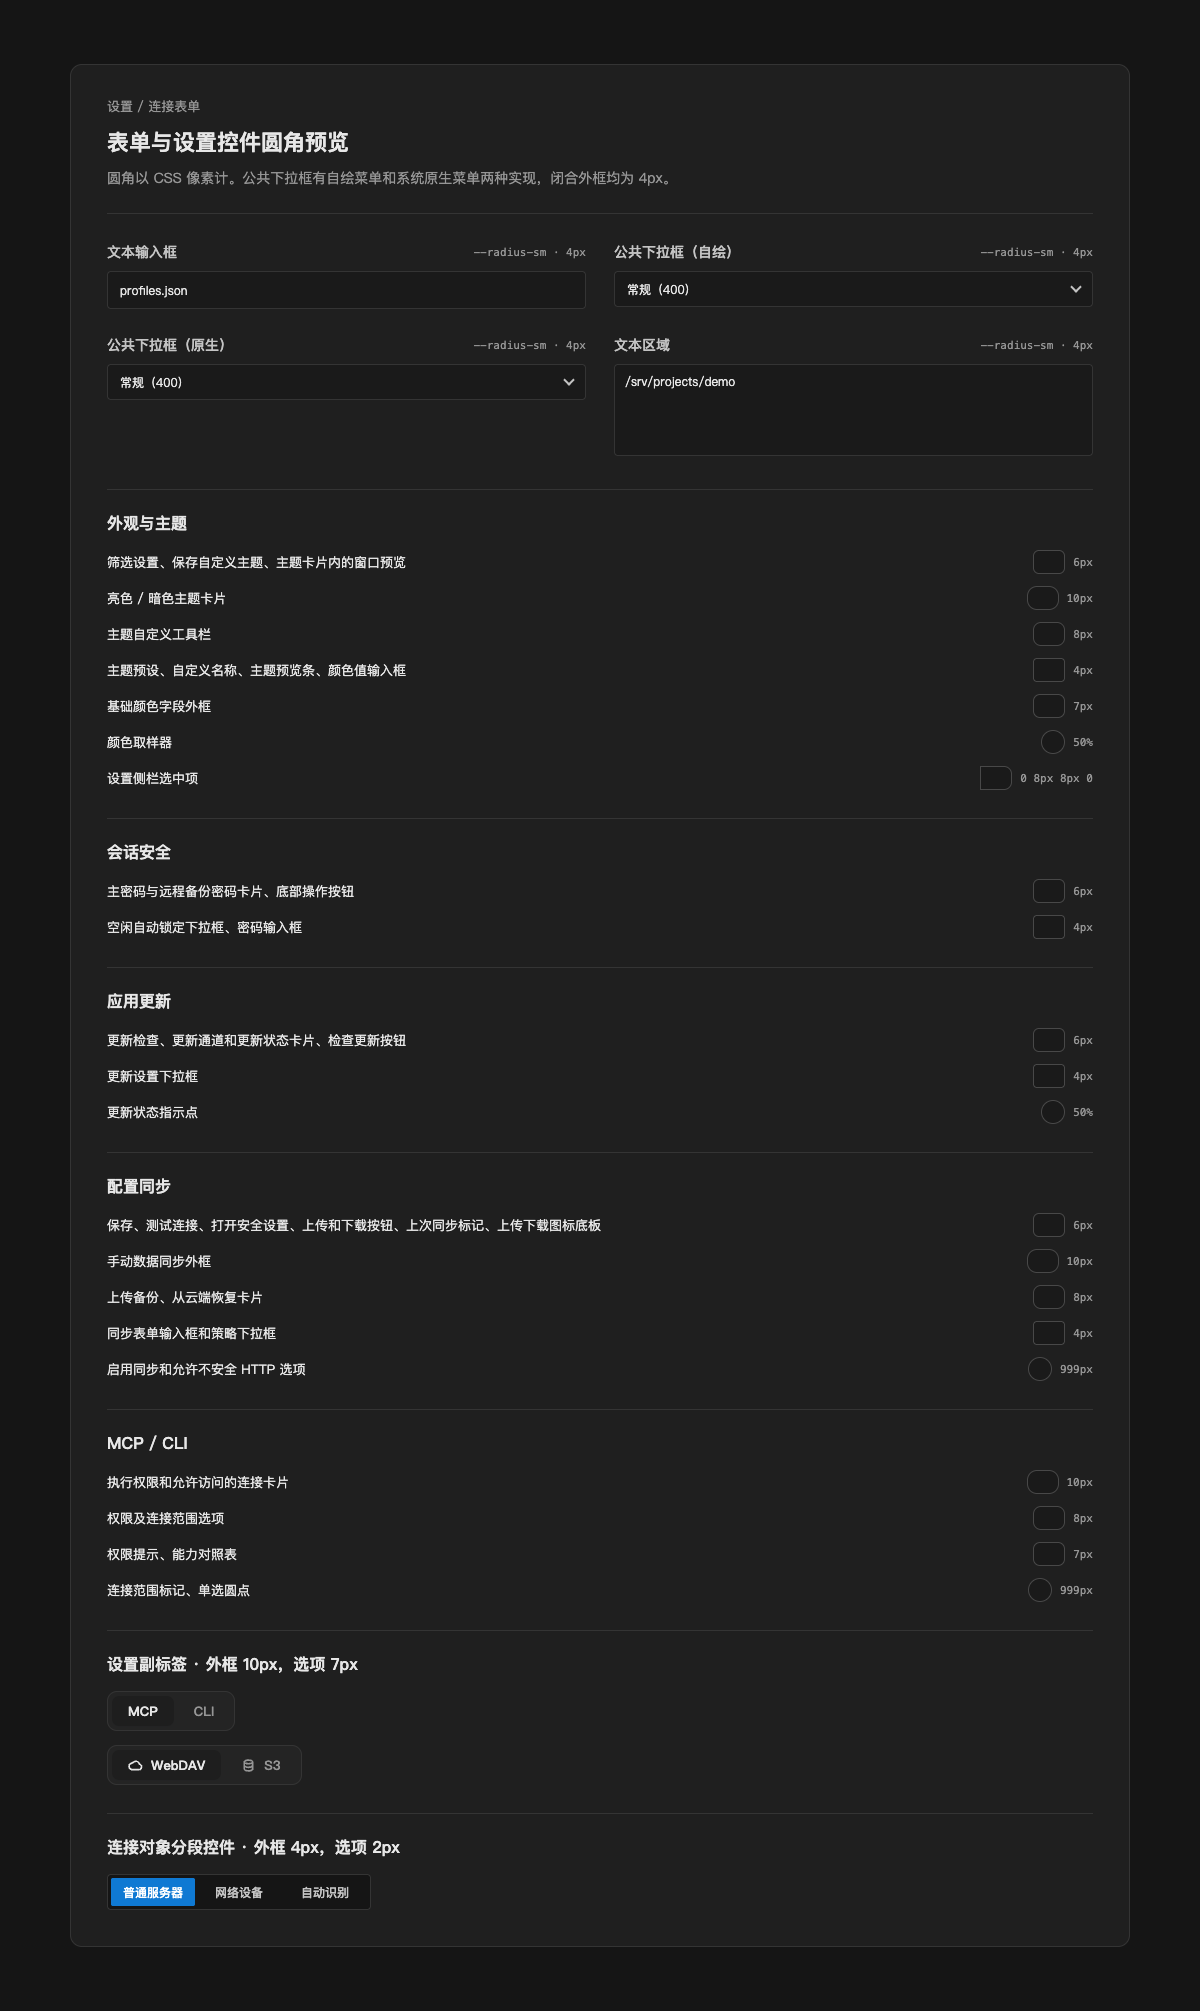 设置 / 连接表单
表单与设置控件圆角预览
圆角以 CSS 像素计。公共下拉框有自绘菜单和系统原生菜单两种实现，闭合外框均为 4px。
文本输入框
--radius-sm · 4px
profiles.json
公共下拉框（自绘）
--radius-sm · 4px
常规（400）
公共下拉框（原生）
--radius-sm · 4px
常规（400）
文本区域
--radius-sm · 4px
/srv/projects/demo
外观与主题
筛选设置、保存自定义主题、主题卡片内的窗口预览 6px
亮色 / 暗色主题卡片 10px
主题自定义工具栏 8px
主题预设、自定义名称、主题预览条、颜色值输入框 4px
基础颜色字段外框 7px
颜色取样器 50%
设置侧栏选中项 0 8px 8px 0
会话安全
主密码与远程备份密码卡片、底部操作按钮 6px
空闲自动锁定下拉框、密码输入框 4px
应用更新
更新检查、更新通道和更新状态卡片、检查更新按钮 6px
更新设置下拉框 4px
更新状态指示点 50%
配置同步
保存、测试连接、打开安全设置、上传和下载按钮、上次同步标记、上传下载图标底板 6px
手动数据同步外框 10px
上传备份、从云端恢复卡片 8px
同步表单输入框和策略下拉框 4px
启用同步和允许不安全 HTTP 选项 999px
MCP / CLI
执行权限和允许访问的连接卡片 10px
权限及连接范围选项 8px
权限提示、能力对照表 7px
连接范围标记、单选圆点 999px
设置副标签 · 外框 10px，选项 7px
MCP CLI
WebDAV S3
连接对象分段控件 · 外框 4px，选项 2px
普通服务器 网络设备 自动识别